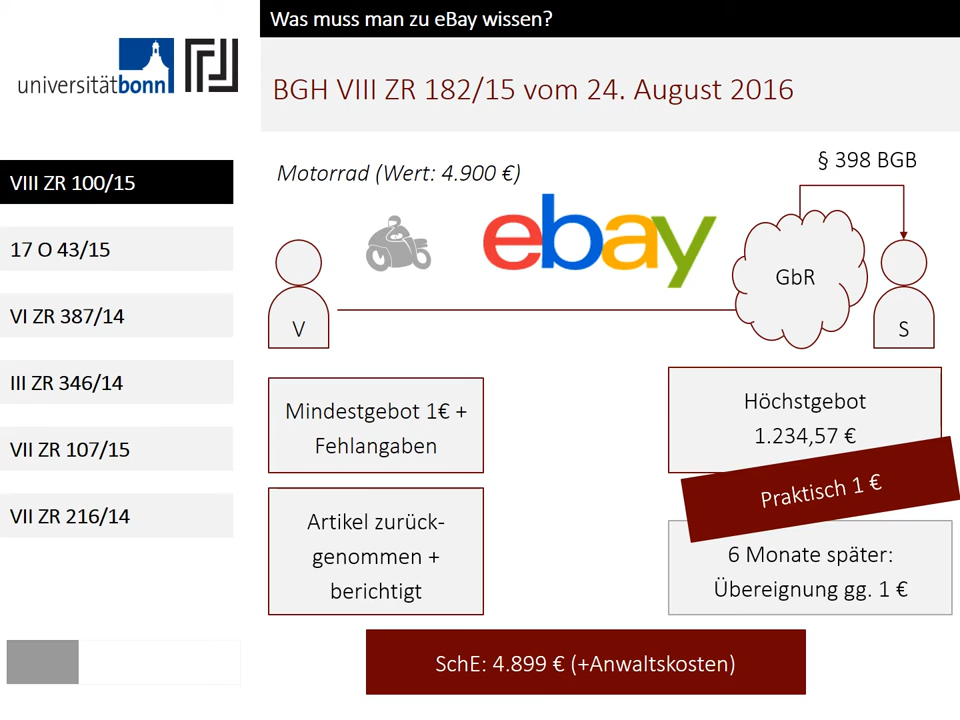 Was muss man zu eBay wissen?
universitätbonn
BGH VIII ZR 182/15 vom 24. August 2016
VIII ZR 100/15
17 O 43/15
VI ZR 387/14
III ZR 346/14
VII ZR 107/15
VII ZR 216/14
Motorrad (Wert: 4.900 €)
§ 398 BGB
ebay
GbR
V
S
Mindestgebot 1€ +
Fehlangaben
Höchstgebot
1.234,57 €
Praktisch 1 €
Artikel zurück-
genommen +
berichtigt
6 Monate später:
Übereignung gg. 1 €
SchE: 4.899 € (+Anwaltskosten)